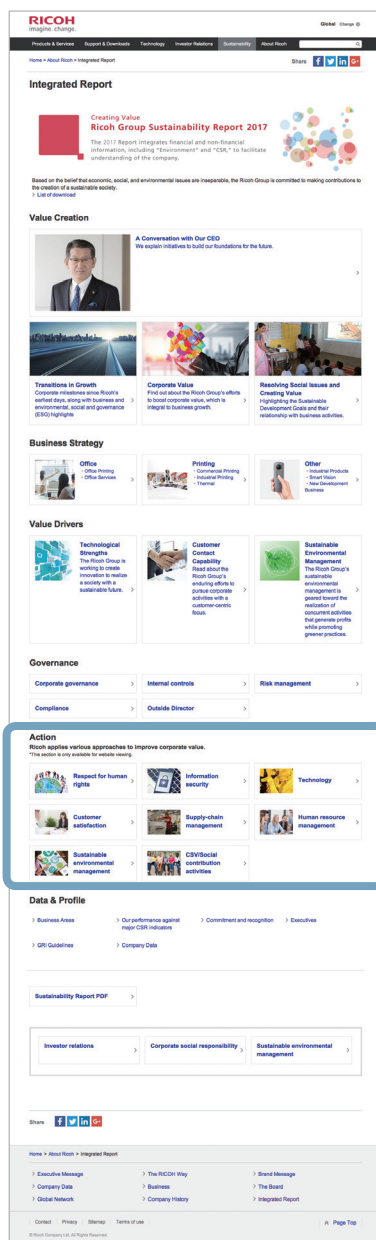 RICOH
imagine. change.
Global Change
Products & Services Support & Downloads Technology Investor Relations Sustainability About Ricoh
Home > About Ricoh > Integrated Report
Share
Integrated Report
Creating Value
Ricoh Group Sustainability Report 2017
The 2017 Report integrates financial and non-financial
information, including "Environment" and "CSR," to facilitate
understanding of the company.
Based on the belief that economic, social, and environmental issues are inseparable, the Ricoh Group is committed to making contributions to
the creation of a sustainable society.
> List of download
Value Creation
A Conversation with Our CEO
We explain initiatives to build our foundations for the future.
Transitions in Growth
Corporate milestones since Ricoh's
earliest days, along with business and
environmental, social and governance
(ESG) highlights
Corporate Value
Find out about the Ricoh Group's efforts
to boost corporate value, which is
integral to business growth.
Resolving Social Issues and
Creating Value
Highlighting the Sustainable
Development Goals and their
relationship with business activities.
Business Strategy
Office
・Office Printing
・Office Services
Printing
・Commercial Printing
・Industrial Printing
・Thermal
Other
・Industrial Products
・Smart Vision
・New Development
Business
Value Drivers
Technological
Strengths
The Ricoh Group is
working to create
innovation to realize
a society with a
sustainable future.
Customer
Contact
Capability
Read about the
Ricoh Group's
enduring efforts to
pursue corporate
activities with a
customer-centric
focus.
Sustainable
Environmental
Management
The Ricoh Group's
sustainable
environmental
management is
geared toward the
realization of
concurrent activities
that generate profits
while promoting
greener practices.
Governance
Corporate governance
Internal controls
Risk management
Compliance
Outside Director
Action
Ricoh applies various approaches to improve corporate value.
*This section is only available for website viewing.
Respect for human
rights
Information
security
Technology
Customer
satisfaction
Supply-chain
management
Human resource
management
Sustainable
environmental
management
CSV/Social
contribution
activities
Data & Profile
> Business Areas
> Our performance against
major CSR indicators
> Commitment and recognition
> Executives
> GRI Guidelines
> Company Data
Sustainability Report PDF
Investor relations
Corporate social responsibility
Sustainable environmental
management
Share
Home > About Ricoh > Integrated Report
> Executive Message
> The RICOH Way
> Brand Message
> Company Data
> Business
> The Board
> Global Network
> Company History
> Integrated Report
Contact Privacy Sitemap Terms of use
Page Top
© Ricoh Company Ltd. All Rights Reserved.